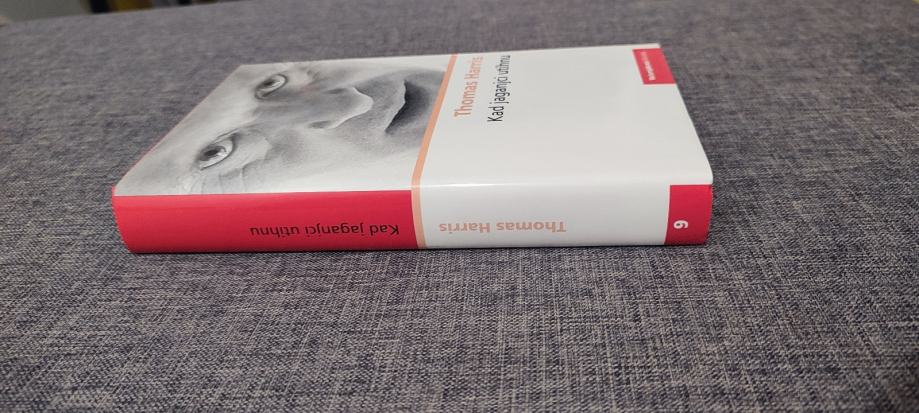 Thomas Harris
Kad jaganjci utihnu
Kad jaganjci utihnu
Thomas Harris
9